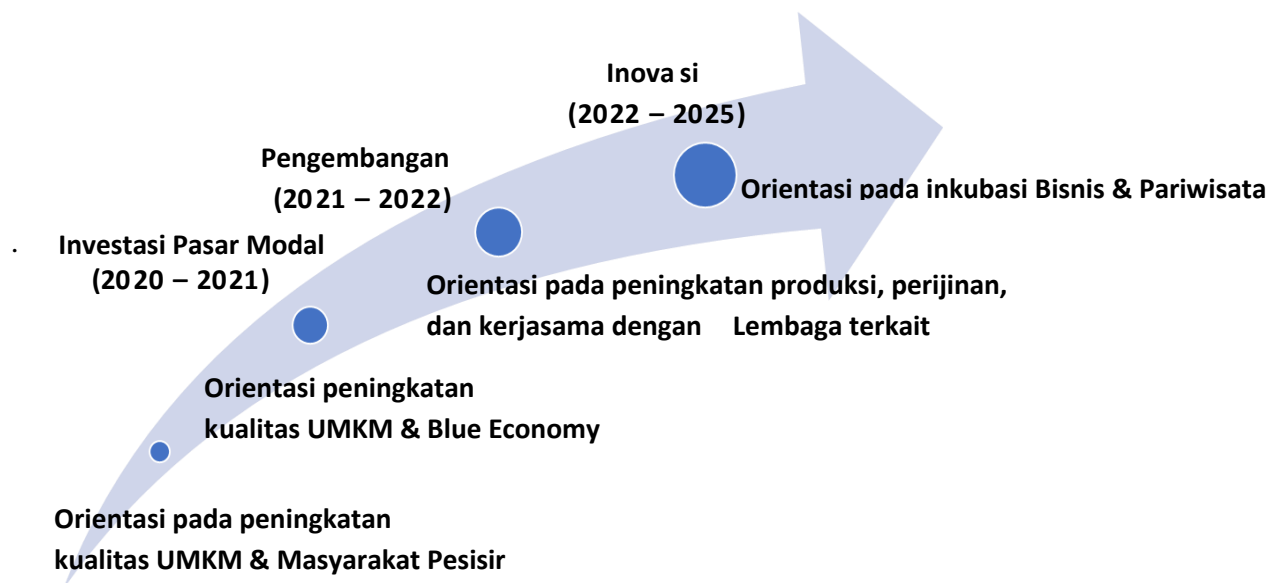 Inova si
(2022 – 2025)
Pengembangan
(2021 – 2022)
Orientasi pada inkubasi Bisnis & Pariwisata
. Investasi Pasar Modal
(2020 – 2021)
Orientasi pada peningkatan produksi, perijinan,
dan kerjasama dengan Lembaga terkait
Orientasi peningkatan
kualitas UMKM & Blue Economy
Orientasi pada peningkatan
kualitas UMKM & Masyarakat Pesisir